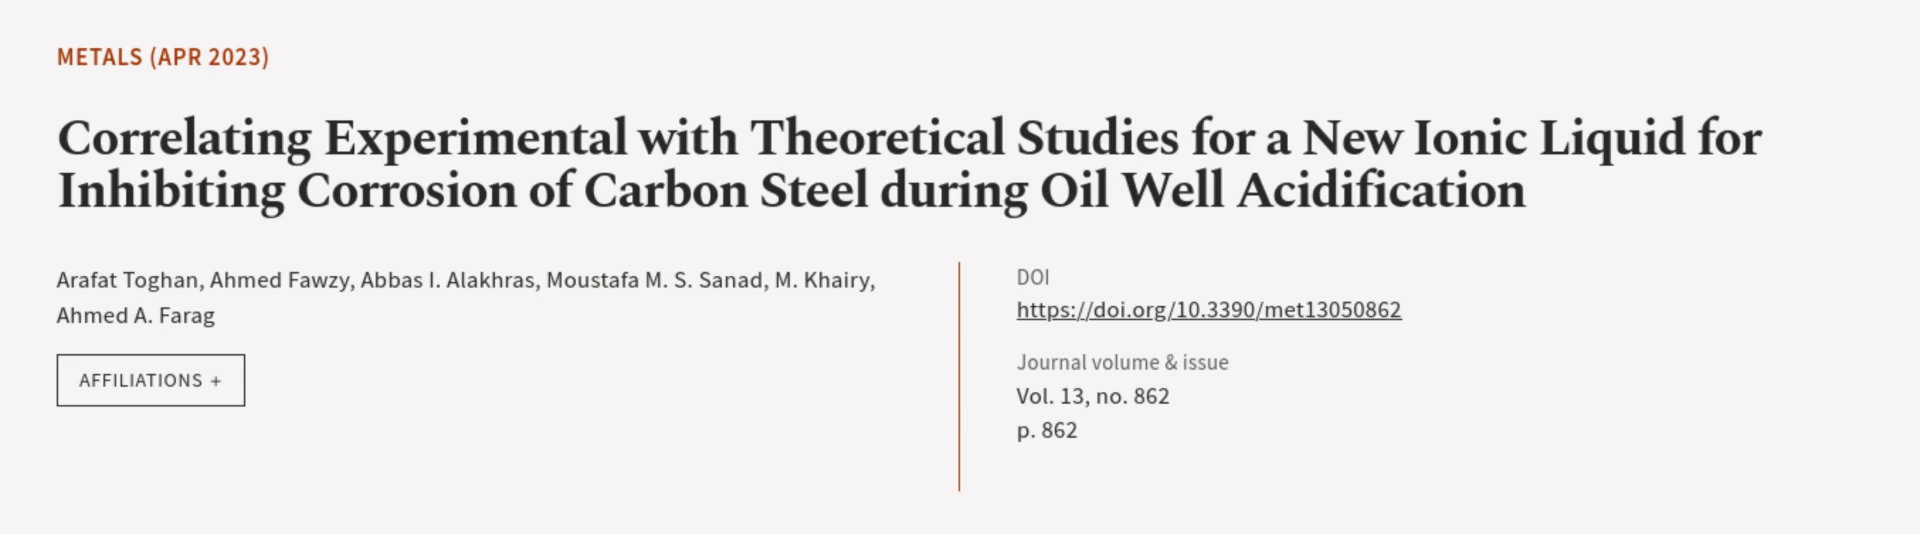 METALS (APR 2023)
Correlating Experimental with Theoretical Studies for a New Ionic Liquid for
Inhibiting Corrosion of Carbon Steel during Oil Well Acidification
Arafat Toghan, Ahmed Fawzy, Abbas I. Alakhras, Moustafa M. S. Sanad, M. Khairy,
Ahmed A. Farag
AFFILIATIONS +
DOI
https://doi.org/10.3390/met13050862
Journal volume & issue
Vol. 13, no. 862
p. 862